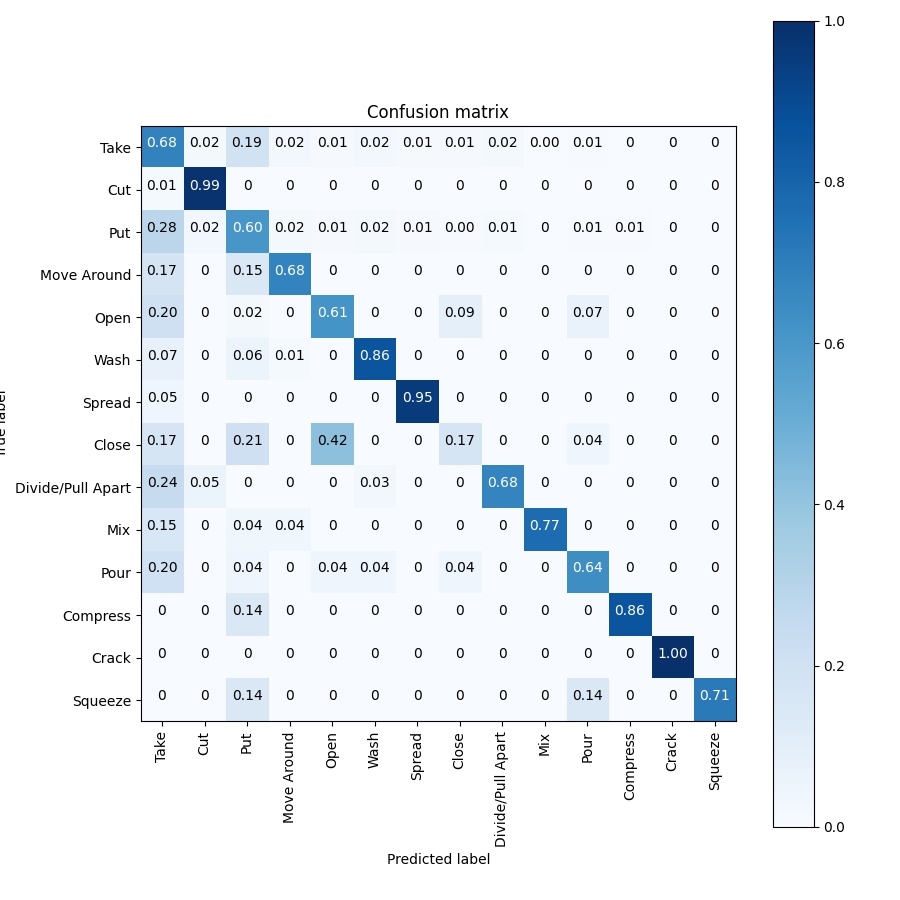 Confusion matrix
1.0
0.8
0.6
0.4
0.2
0.0
Take 0.68 0.02 0.19 0.02 0.01 0.02 0.01 0.01 0.02 0.00 0.01 0 0 0
Cut 0.01 0.99 0 0 0 0 0 0 0 0 0 0 0 0
Put 0.28 0.02 0.60 0.02 0.01 0.02 0.01 0.00 0.01 0 0.01 0.01 0 0
Move Around 0.17 0 0.15 0.68 0 0 0 0 0 0 0 0 0 0
Open 0.20 0 0.02 0 0.61 0 0 0.09 0 0 0.07 0 0 0
Wash 0.07 0 0.06 0.01 0 0.86 0 0 0 0 0 0 0 0
Spread 0.05 0 0 0 0 0 0.95 0 0 0 0 0 0 0
Close 0.17 0 0.21 0 0.42 0 0 0.17 0 0 0.04 0 0 0
Divide/Pull Apart 0.24 0.05 0 0 0 0.03 0 0 0.68 0 0 0 0 0
Mix 0.15 0 0.04 0.04 0 0 0 0 0 0.77 0 0 0 0
Pour 0.20 0 0.04 0 0.04 0.04 0 0.04 0 0 0.64 0 0 0
Compress 0 0 0.14 0 0 0 0 0 0 0 0 0.86 0 0
Crack 0 0 0 0 0 0 0 0 0 0 0 0 1.00 0
Squeeze 0 0 0.14 0 0 0 0 0 0 0 0.14 0 0 0.71
Take
Cut
Put
Move Around
Open
Wash
Spread
Close
Divide/Pull Apart
Mix
Pour
Compress
Crack
Squeeze
Predicted label